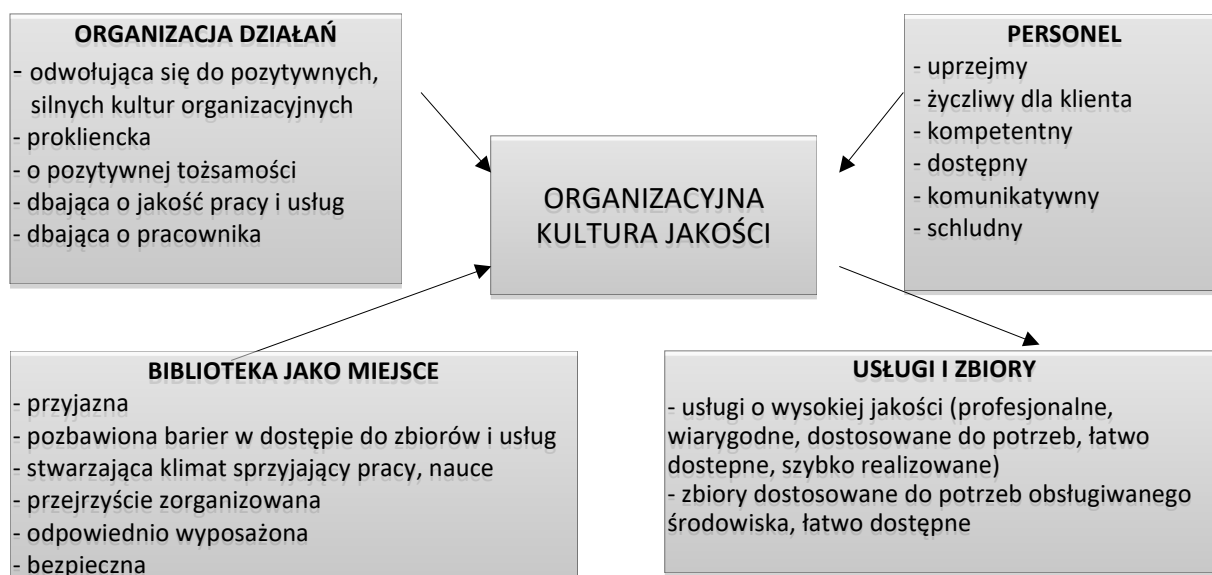 ORGANIZACJA DZIAŁAŃ
- odwołująca się do pozytywnych,
silnych kultur organizacyjnych
- prokliencka
- o pozytywnej tożsamości
- dbająca o jakość pracy i usług
- dbająca o pracownika
PERSONEL
- uprzejmy
- życzliwy dla klienta
- kompetentny
- dostępny
- komunikatywny
- schludny
ORGANIZACYJNA
KULTURA JAKOŚCI
BIBLIOTEKA JAKO MIEJSCE
- przyjazna
- pozbawiona barier w dostępie do zbiorów i usług
- stwarzająca klimat sprzyjający pracy, nauce
- przejrzyście zorganizowana
- odpowiednio wyposażona
- bezpieczna
USŁUGI I ZBIORY
- usługi o wysokiej jakości (profesjonalne,
wiarygodne, dostosowane do potrzeb, łatwo
dostepne, szybko realizowane)
- zbiory dostosowane do potrzeb obsługiwanego
środowiska, łatwo dostępne